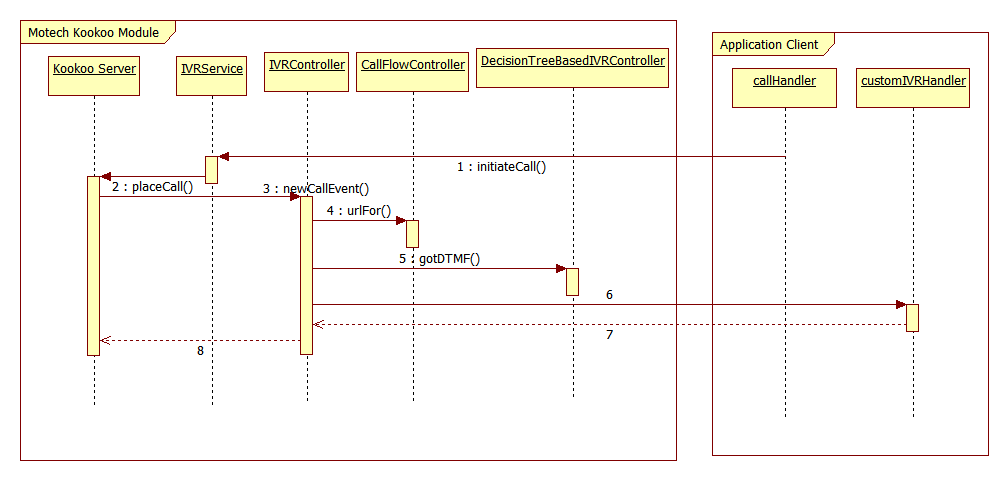 Motech Kookoo Module
Application Client
Kookoo Server
IVRService
IVRController
CallFlowController
DecisionTreeBasedIVRController
callHandler
customIVRHandler
1 : initiateCall()
2 : placeCall()
3 : newCallEvent()
4 : urlFor()
5 : gotDTMF()
6
7
8